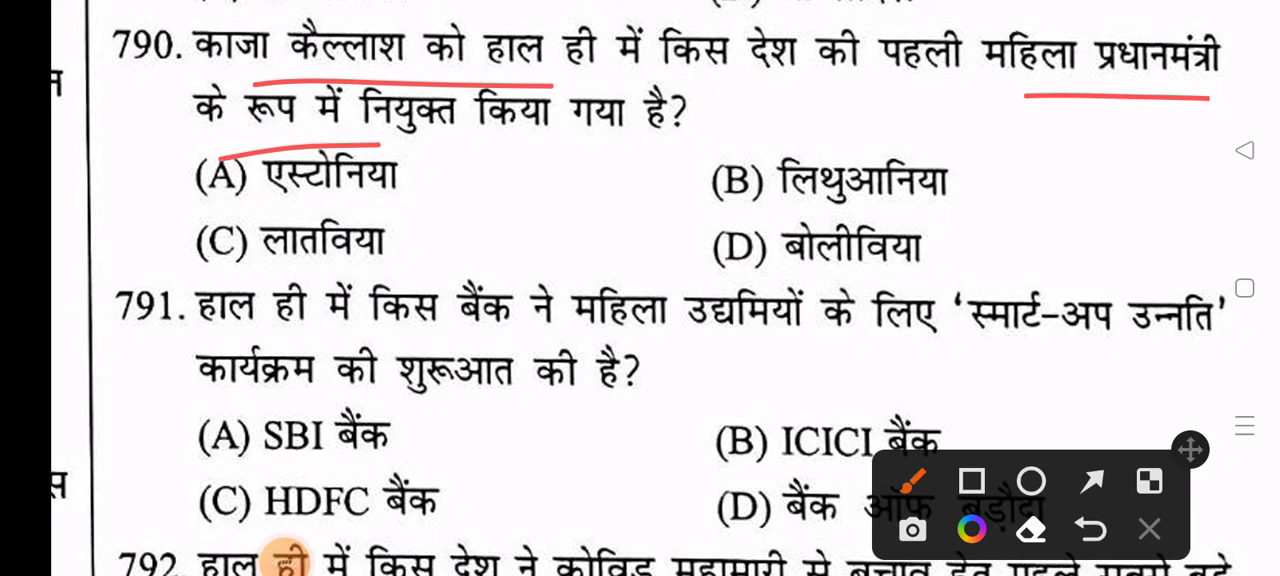 790. काजा कैल्लाश को हाल ही में किस देश की पहली महिला प्रधानमंत्री
के रूप में नियुक्त किया गया है?
(A) एस्टोनिया (B) लिथुआनिया
(C) लातविया (D) बोलीविया
791. हाल ही में किस बैंक ने महिला उद्यमियों के लिए ‘स्मार्ट-अप उन्नति’
कार्यक्रम की शुरूआत की है?
(A) SBI बैंक (B) ICICI बैंक
(C) HDFC बैंक (D) बैंक ऑफ बड़ौदा
792. हाल ही में किस देश ने कोविड महामारी से बचाव हेतु